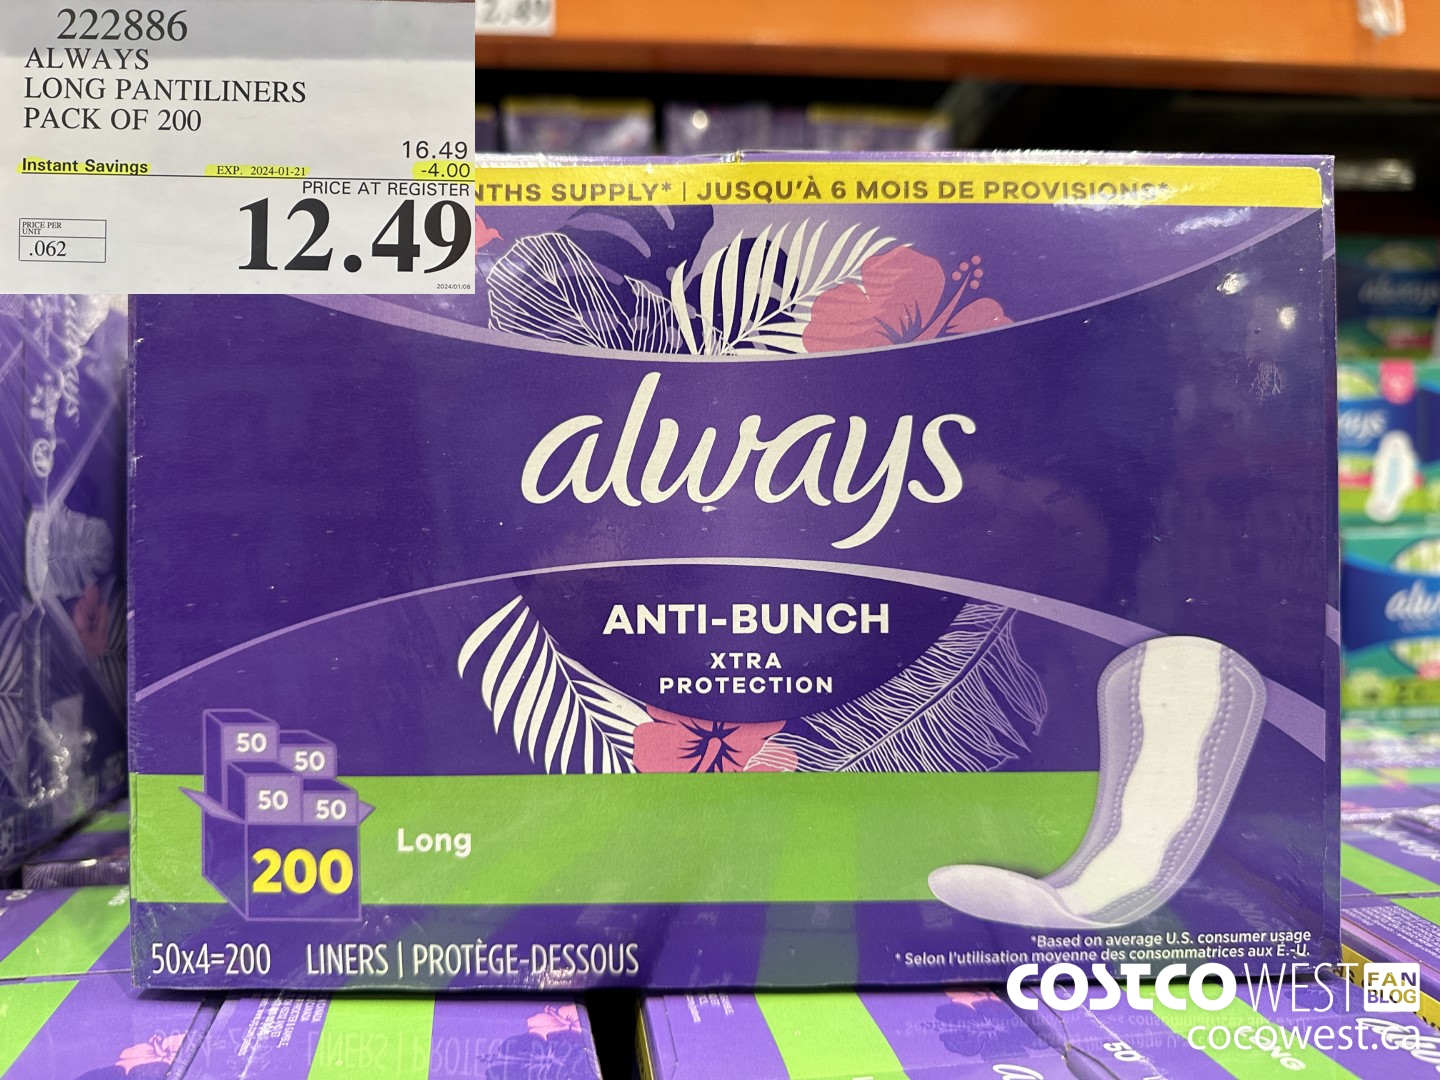 222886
ALWAYS
LONG PANTILINERS
PACK OF 200
16.49
Instant Savings EXP. 2024-01-21 -4.00
PRICE AT REGISTER
12.49
PRICE PER
UNIT
.062
2024/01/08
NTHS SUPPLY* | JUSQU'À 6 MOIS DE PROVISIONS*
always
ANTI-BUNCH
XTRA
PROTECTION
50
50
50
50
200
Long
50x4=200 LINERS | PROTÈGE-DESSOUS
*Based on average U.S. consumer usage
* Selon l'utilisation moyenne des consommatrices aux É.-U.
COSTCO WEST FAN BLOG
cocowest.ca